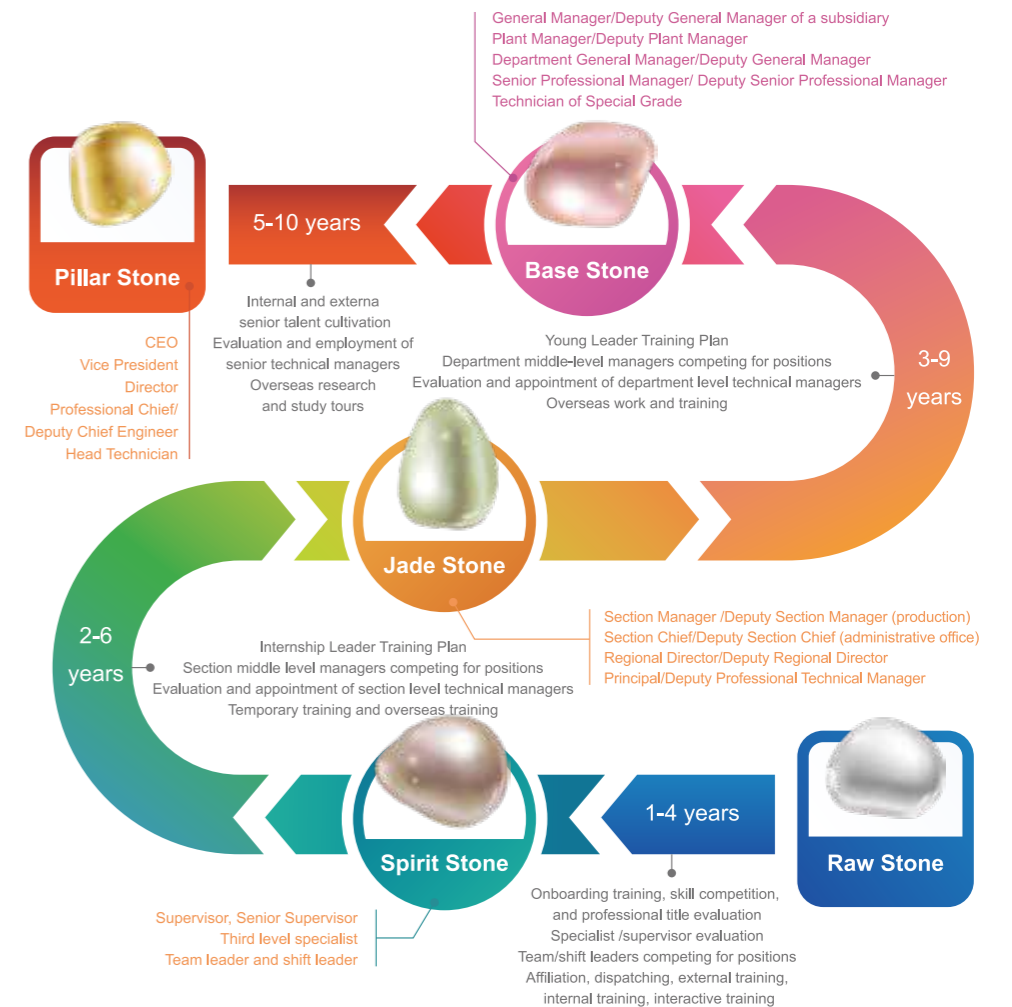 General Manager/Deputy General Manager of a subsidiary
Plant Manager/Deputy Plant Manager
Department General Manager/Deputy General Manager
Senior Professional Manager/ Deputy Senior Professional Manager
Technician of Special Grade
Pillar Stone
5-10 years
Base Stone
CEO
Vice President
Director
Professional Chief/
Deputy Chief Engineer
Head Technician
Internal and externa
senior talent cultivation
Evaluation and employment of
senior technical managers
Overseas research
and study tours
Young Leader Training Plan
Department middle-level managers competing for positions
Evaluation and appointment of department level technical managers
Overseas work and training
3-9
years
Jade Stone
Section Manager /Deputy Section Manager (production)
Section Chief/Deputy Section Chief (administrative office)
Regional Director/Deputy Regional Director
Principal/Deputy Professional Technical Manager
2-6
years
Internship Leader Training Plan
Section middle level managers competing for positions
Evaluation and appointment of section level technical managers
Temporary training and overseas training
Spirit Stone
1-4 years
Raw Stone
Supervisor, Senior Supervisor
Third level specialist
Team leader and shift leader
Onboarding training, skill competition,
and professional title evaluation
Specialist /supervisor evaluation
Team/shift leaders competing for positions
Affiliation, dispatching, external training,
internal training, interactive training